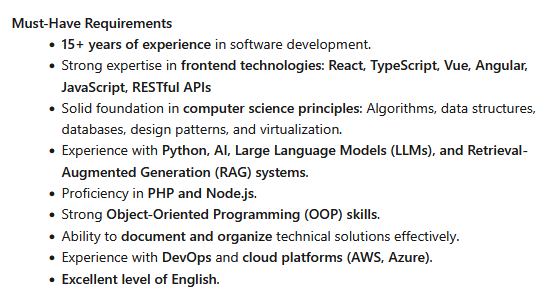 Must-Have Requirements
• 15+ years of experience in software development.
• Strong expertise in frontend technologies: React, TypeScript, Vue, Angular,
JavaScript, RESTful APIs
• Solid foundation in computer science principles: Algorithms, data structures,
databases, design patterns, and virtualization.
• Experience with Python, AI, Large Language Models (LLMs), and Retrieval-
Augmented Generation (RAG) systems.
• Proficiency in PHP and Node.js.
• Strong Object-Oriented Programming (OOP) skills.
• Ability to document and organize technical solutions effectively.
• Experience with DevOps and cloud platforms (AWS, Azure).
• Excellent level of English.